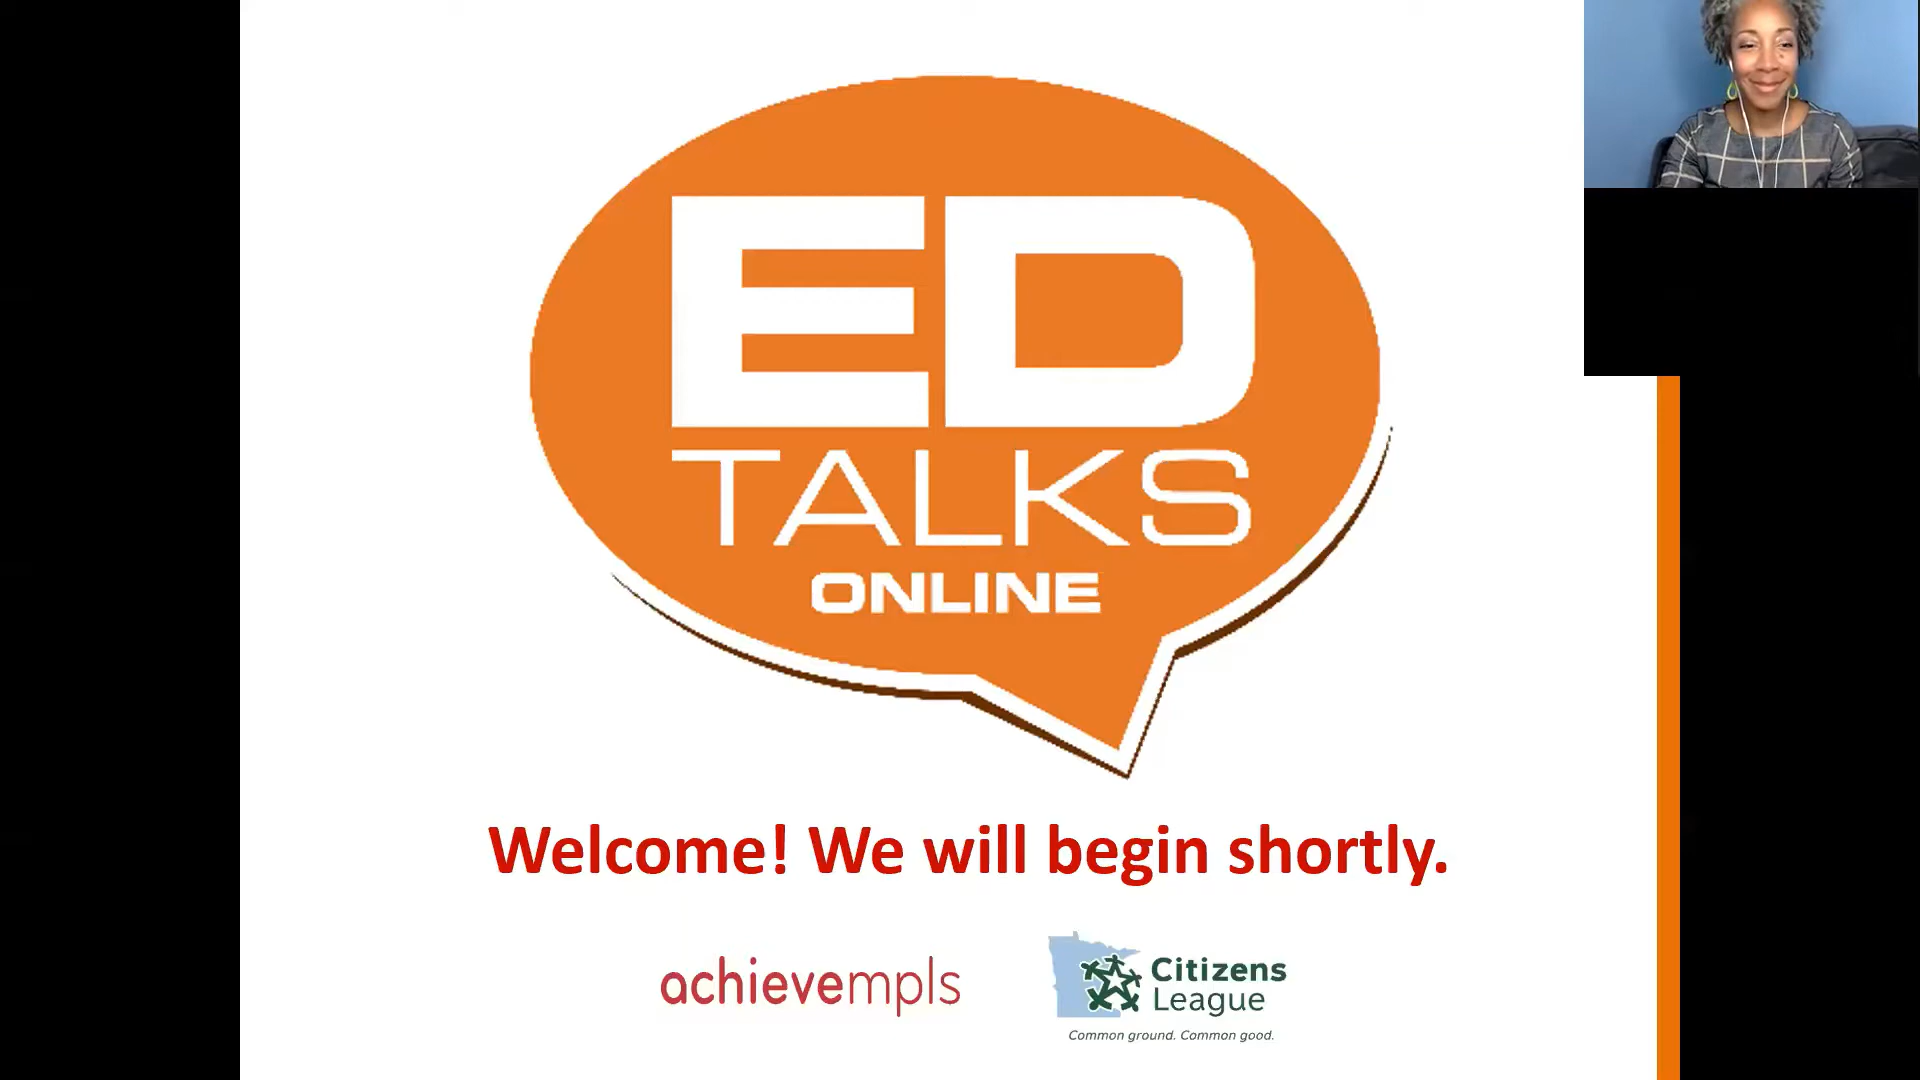 ED
TALKS
ONLINE
Welcome! We will begin shortly.
achievempls
Citizens
League
Common ground. Common good.